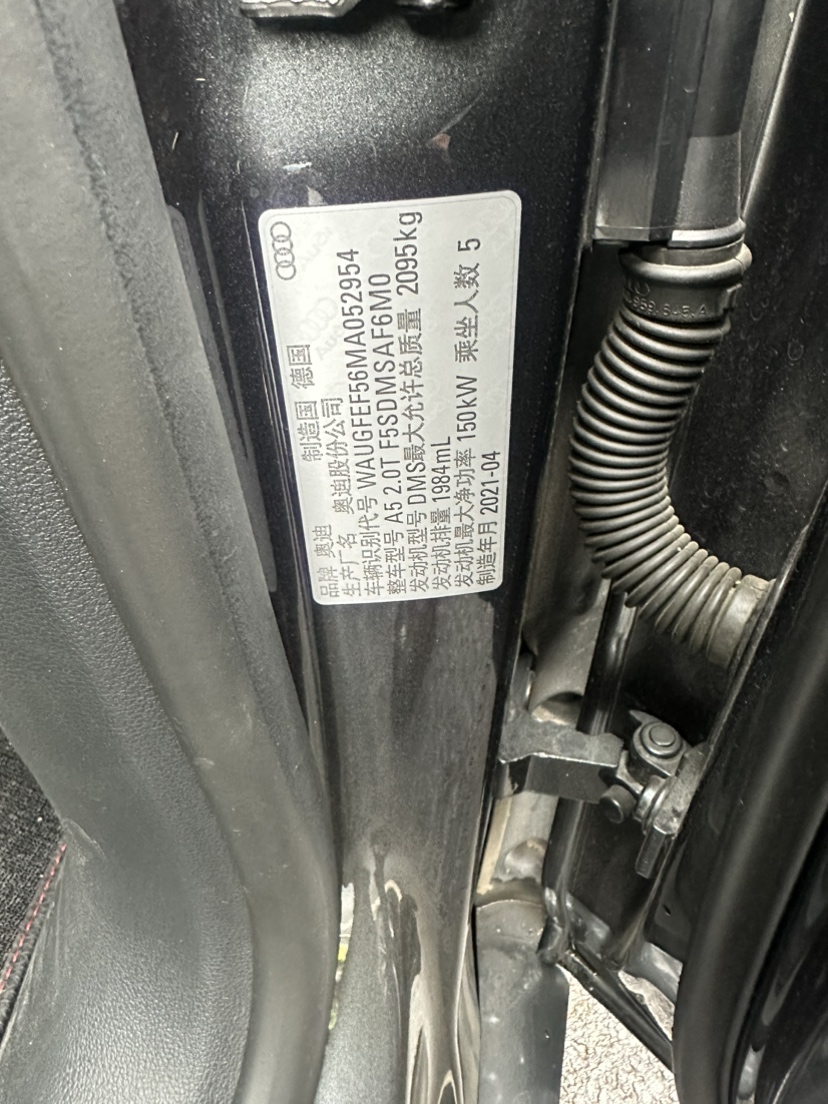 品牌 奥迪 制造国 德国
生产厂名 奥迪股份公司
车辆识别代号 WAUGFEF56MA052954
整车型号 A5 2.0T F5SDMSAF6M0
发动机型号 DMS最大允许总质量 2095kg
发动机排量 1984mL
发动机最大净功率 150kW 乘坐人数 5
制造年月 2021-04